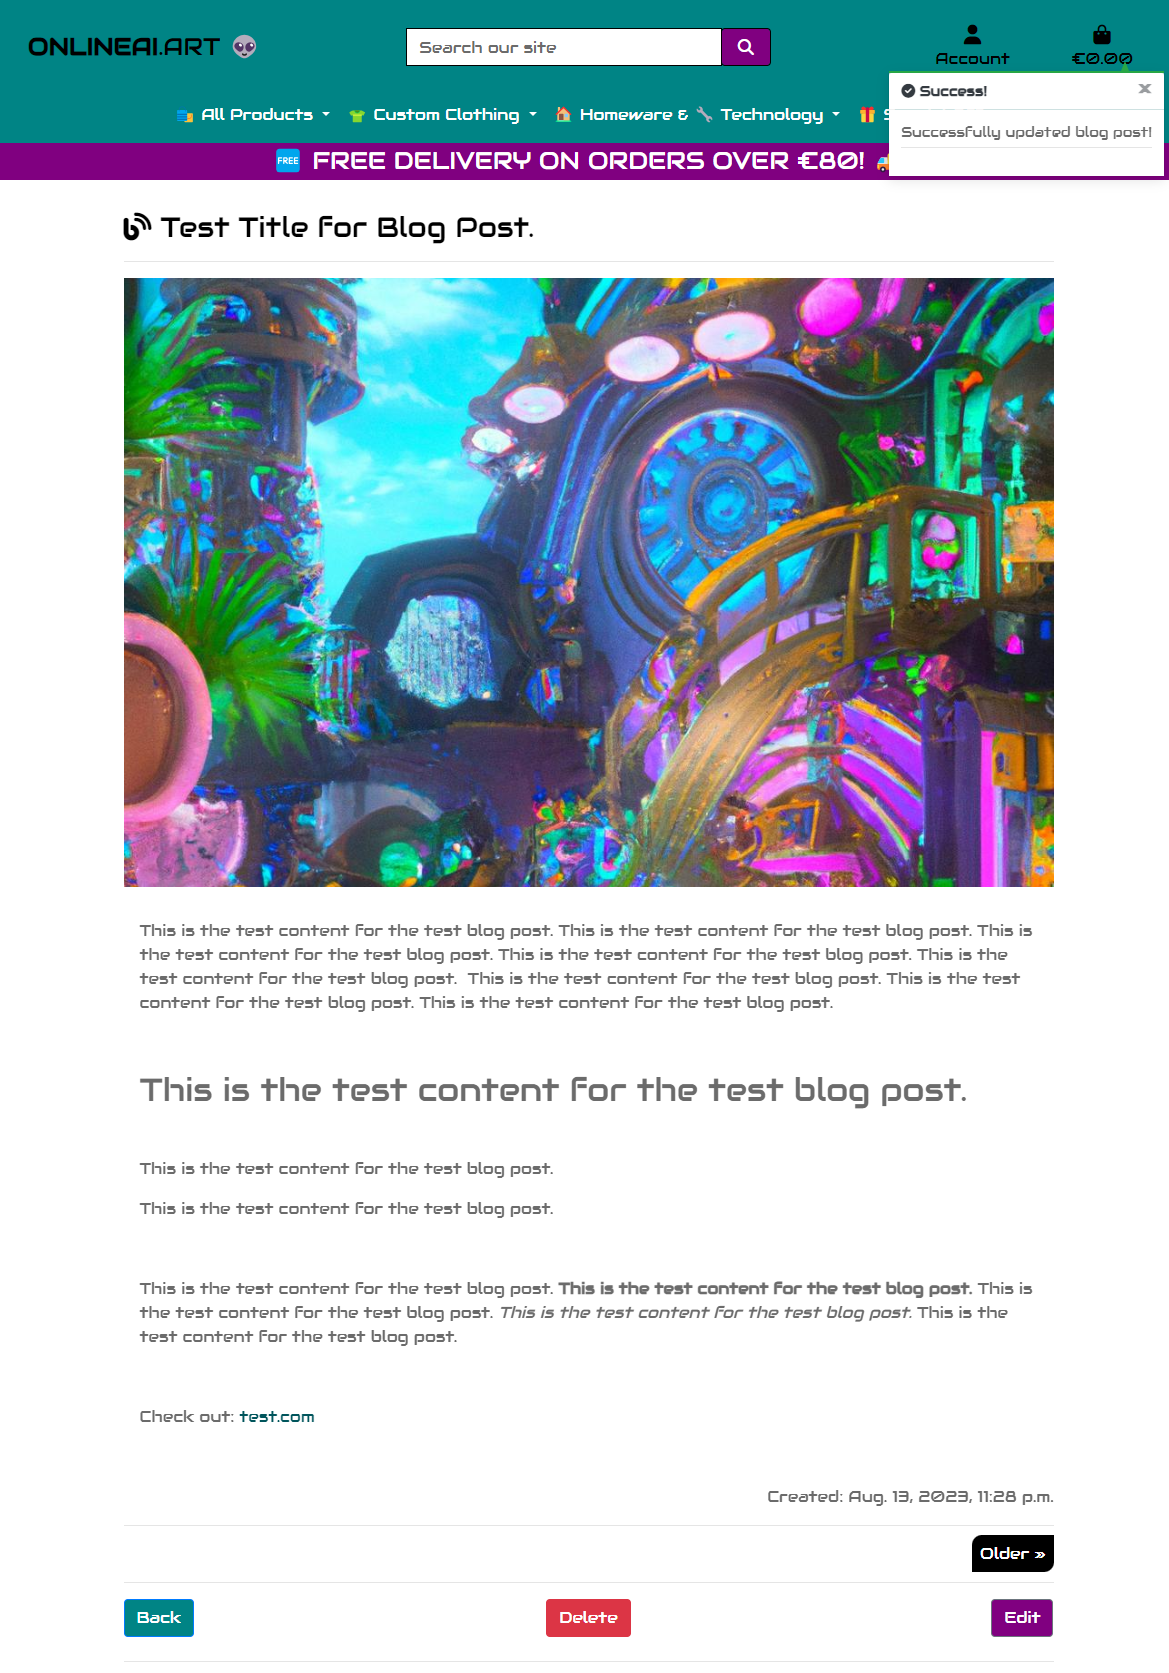 ONLINEAI.ART
Search our site
Account
€0.00
All Products
Custom Clothing
Homeware &
Technology
S
Success!
×
Successfully updated blog post!
FREE
FREE DELIVERY ON ORDERS OVER €80!
Test Title for Blog Post.
This is the test content for the test blog post. This is the test content for the test blog post. This is
the test content for the test blog post. This is the test content for the test blog post. This is the
test content for the test blog post.  This is the test content for the test blog post. This is the test
content for the test blog post. This is the test content for the test blog post.
This is the test content for the test blog post.
This is the test content for the test blog post.
This is the test content for the test blog post.
This is the test content for the test blog post. This is the test content for the test blog post. This is
the test content for the test blog post. This is the test content for the test blog post. This is the
test content for the test blog post.
Check out: test.com
Created: Aug. 13, 2023, 11:28 p.m.
Older »
Back
Delete
Edit